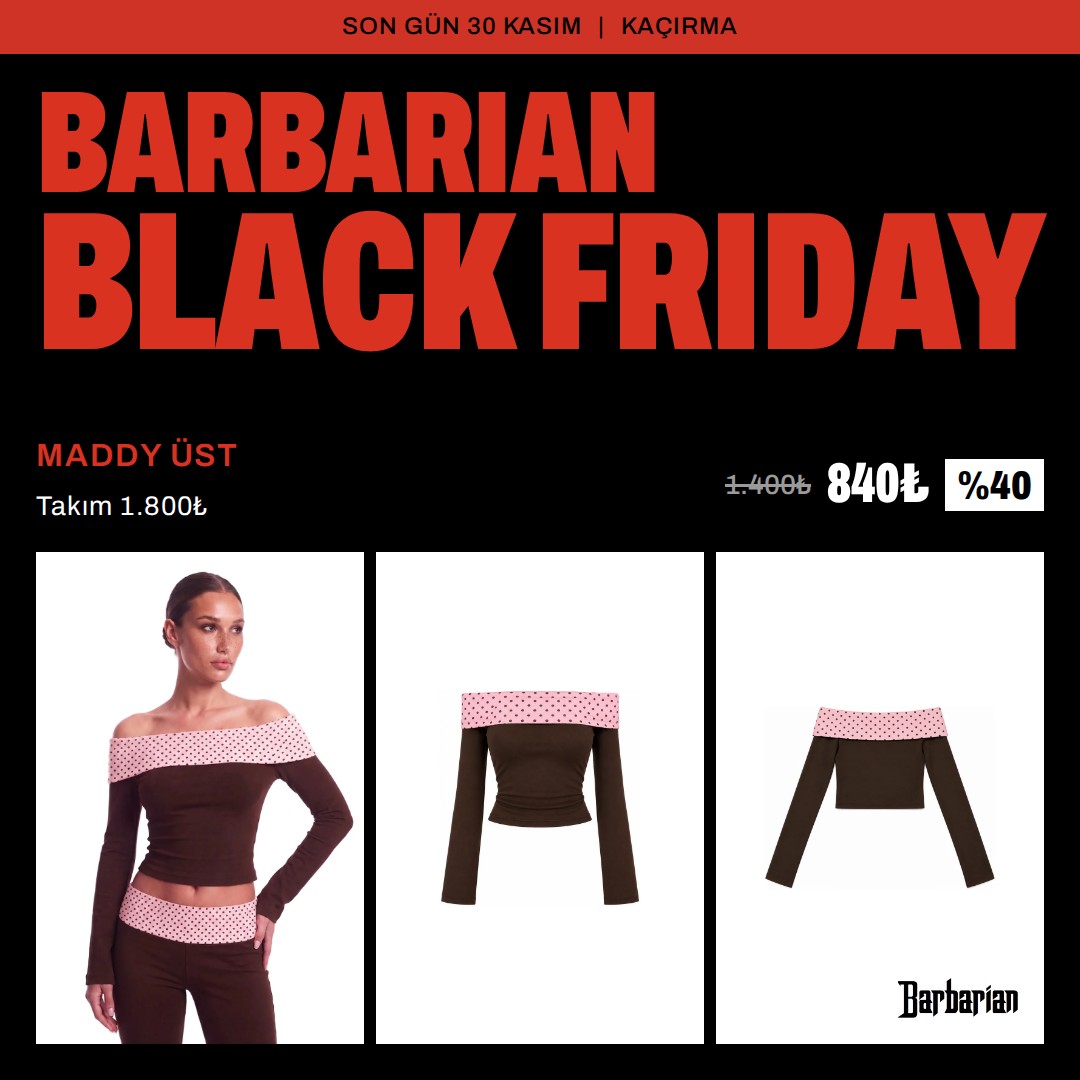 SON GÜN 30 KASIM | KAÇIRMA
BARBARIAN
BLACK FRIDAY
MADDY ÜST
Takım 1.800₺
1.400₺ 840₺ %40
Barbarian